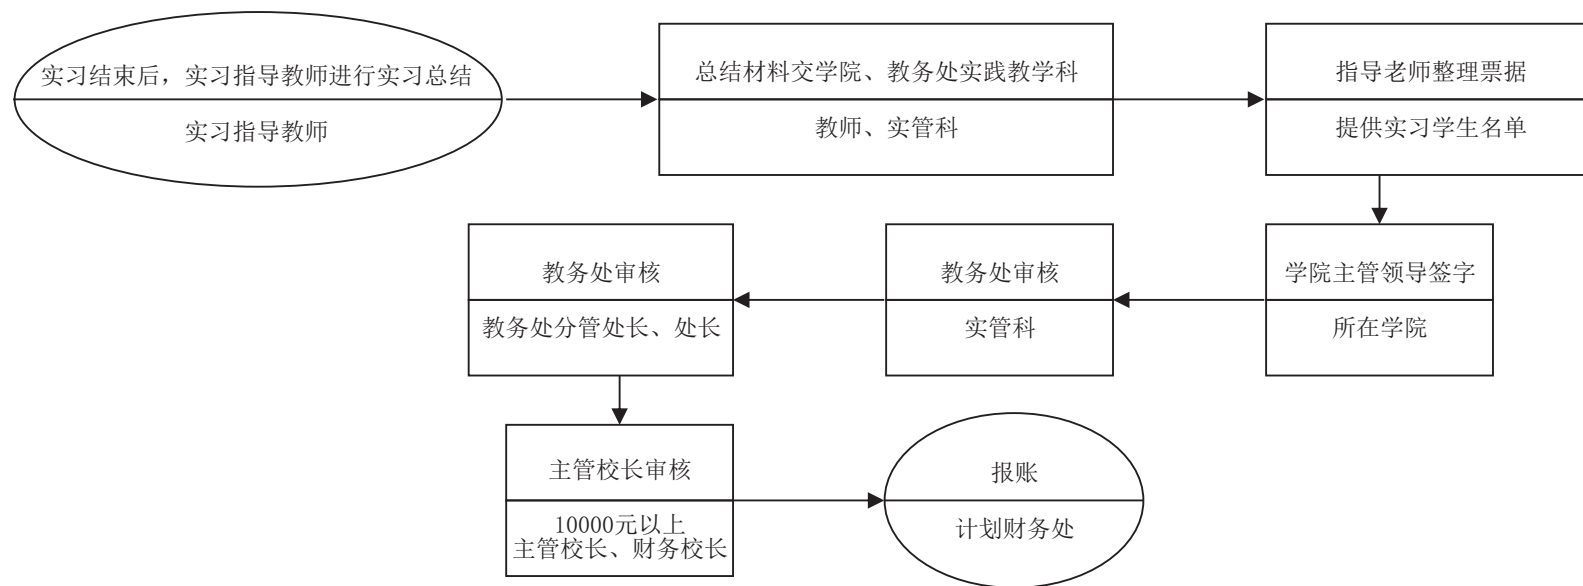 实习结束后，实习指导教师进行实习总结
实习指导教师
总结材料交学院、教务处实践教学科
教师、实管科
指导老师整理票据
提供实习学生名单
学院主管领导签字
所在学院
教务处审核
实管科
教务处审核
教务处分管处长、处长
主管校长审核
10000元以上
主管校长、财务校长
报账
计划财务处